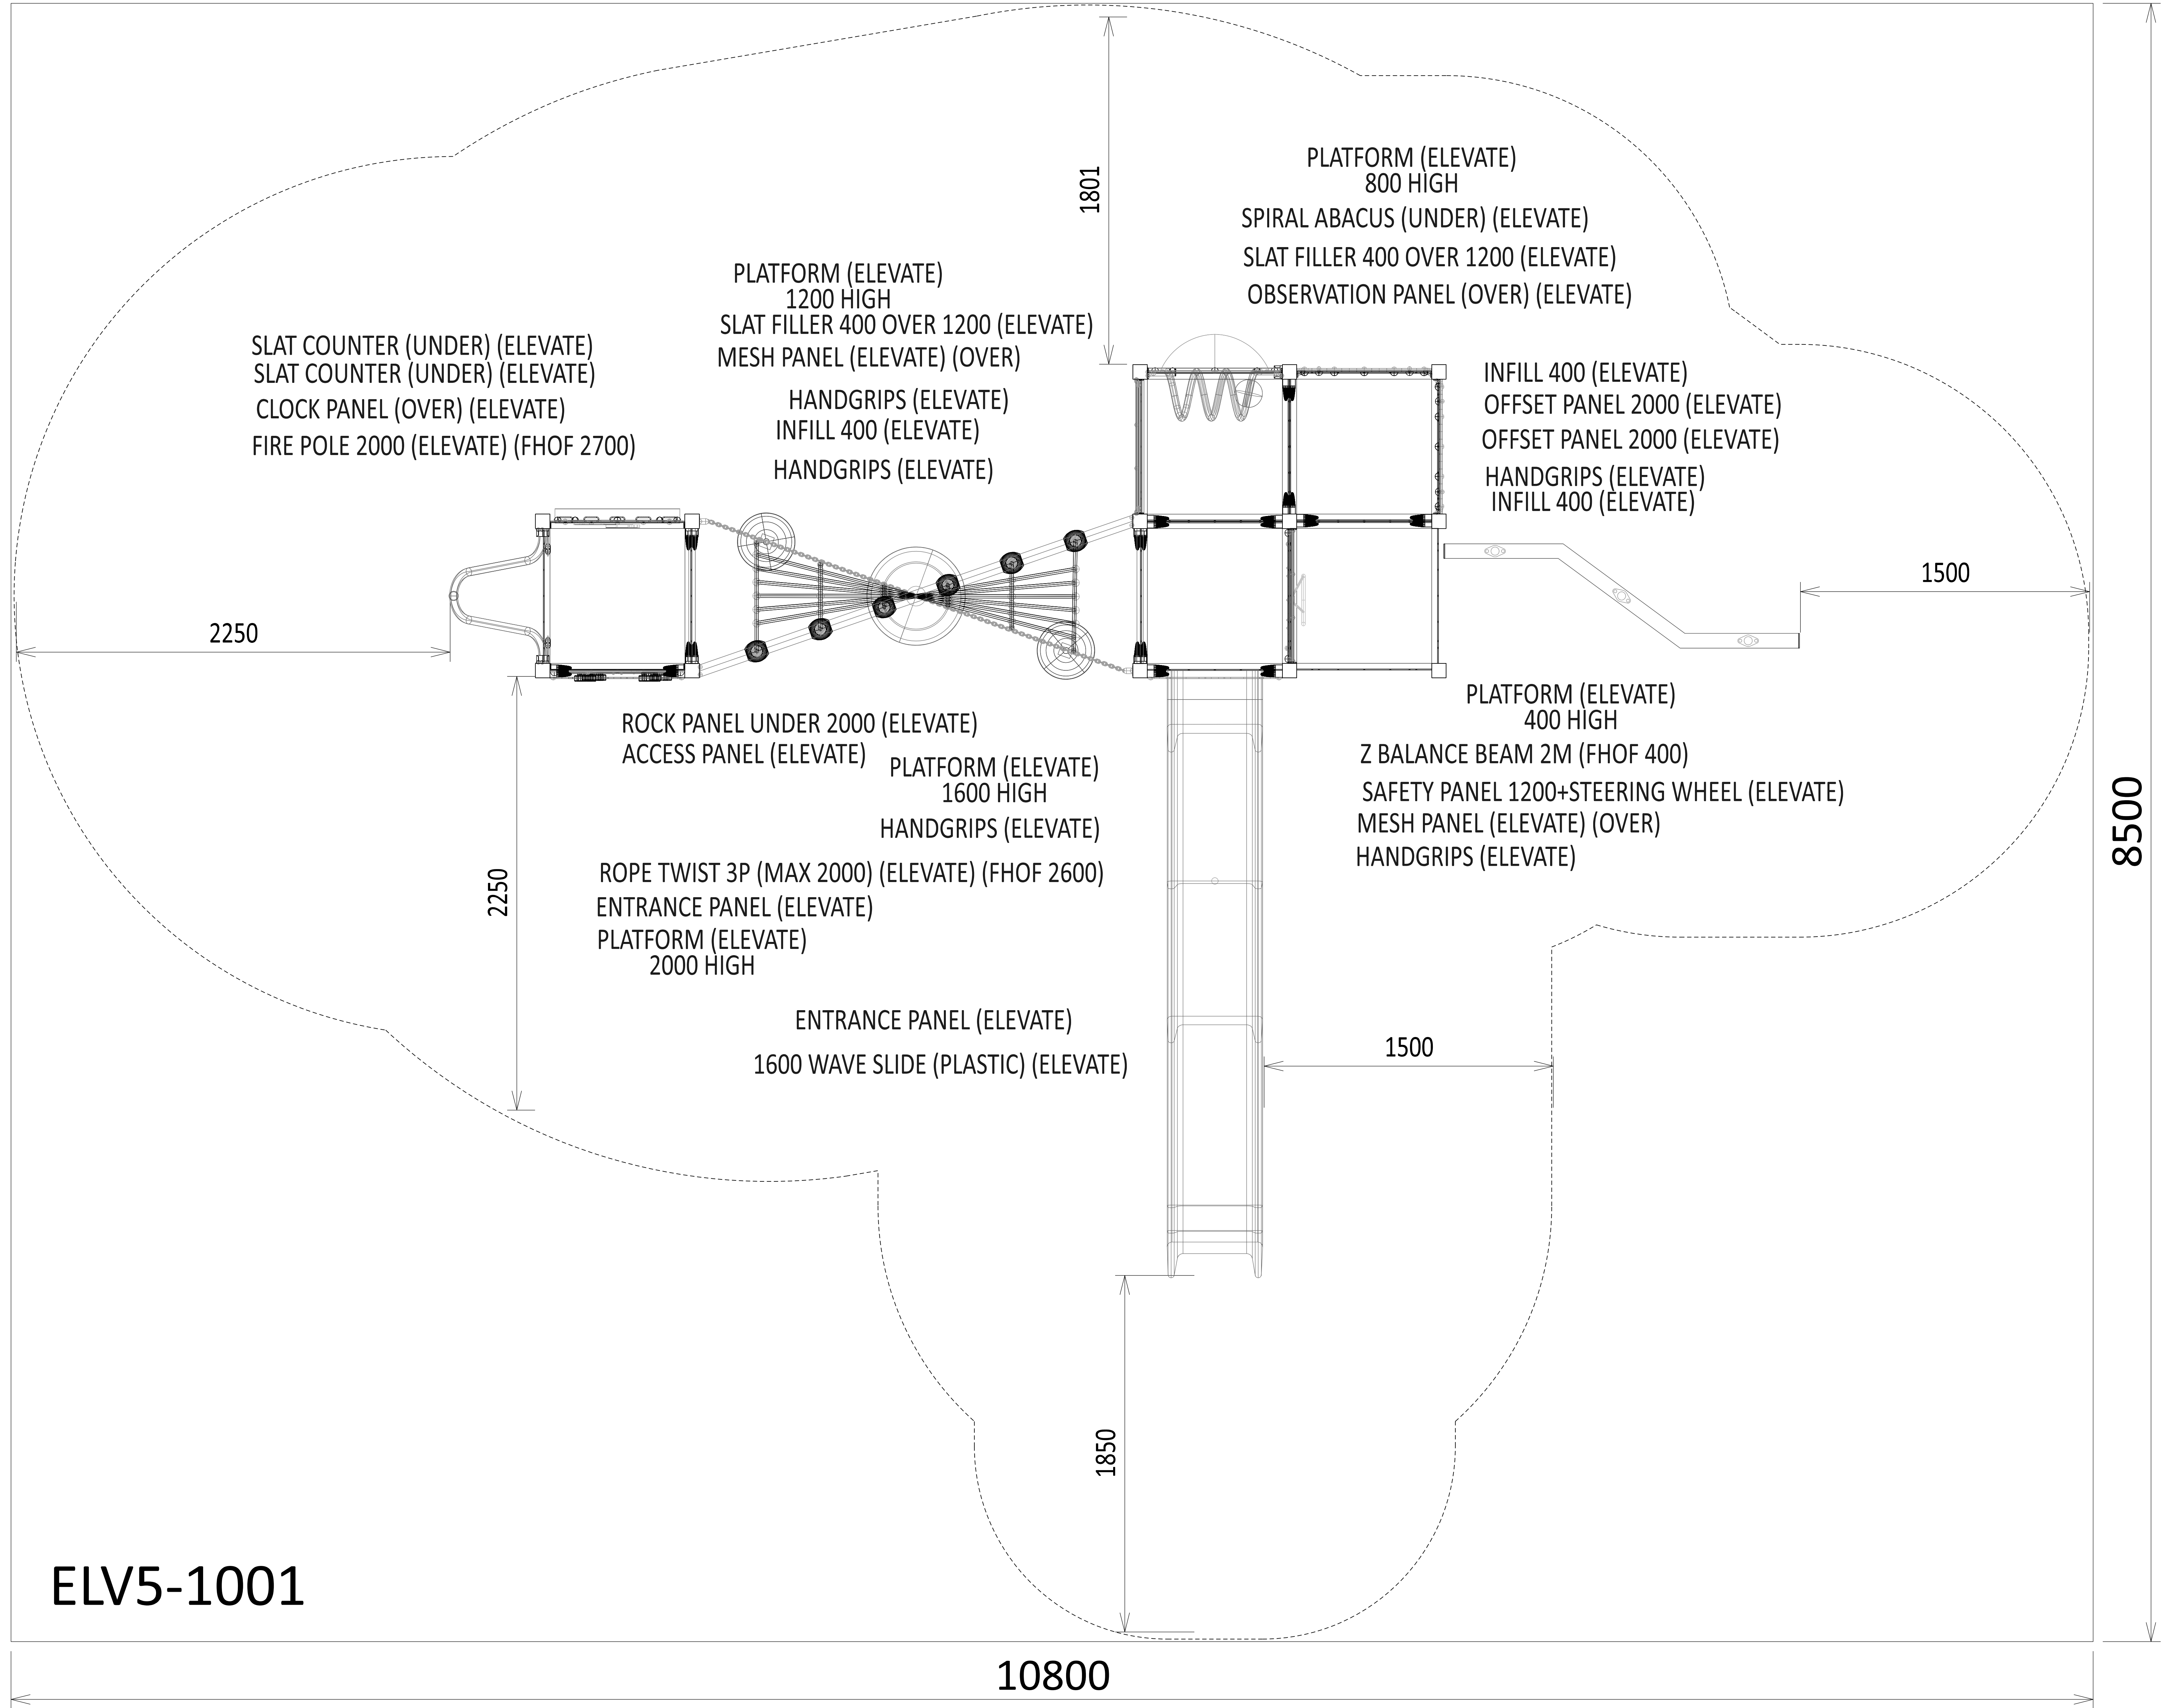 1801
PLATFORM (ELEVATE)
800 HIGH
SPIRAL ABACUS (UNDER) (ELEVATE)
SLAT FILLER 400 OVER 1200 (ELEVATE)
OBSERVATION PANEL (OVER) (ELEVATE)
PLATFORM (ELEVATE)
1200 HIGH
SLAT FILLER 400 OVER 1200 (ELEVATE)
MESH PANEL (ELEVATE) (OVER)
HANDGRIPS (ELEVATE)
INFILL 400 (ELEVATE)
HANDGRIPS (ELEVATE)
SLAT COUNTER (UNDER) (ELEVATE)
SLAT COUNTER (UNDER) (ELEVATE)
CLOCK PANEL (OVER) (ELEVATE)
FIRE POLE 2000 (ELEVATE) (FHOF 2700)
INFILL 400 (ELEVATE)
OFFSET PANEL 2000 (ELEVATE)
OFFSET PANEL 2000 (ELEVATE)
HANDGRIPS (ELEVATE)
INFILL 400 (ELEVATE)
2250
1500
ROCK PANEL UNDER 2000 (ELEVATE)
ACCESS PANEL (ELEVATE)
PLATFORM (ELEVATE)
1600 HIGH
HANDGRIPS (ELEVATE)
ROPE TWIST 3P (MAX 2000) (ELEVATE) (FHOF 2600)
ENTRANCE PANEL (ELEVATE)
PLATFORM (ELEVATE)
2000 HIGH
ENTRANCE PANEL (ELEVATE)
1600 WAVE SLIDE (PLASTIC) (ELEVATE)
PLATFORM (ELEVATE)
400 HIGH
Z BALANCE BEAM 2M (FHOF 400)
SAFETY PANEL 1200+STEERING WHEEL (ELEVATE)
MESH PANEL (ELEVATE) (OVER)
HANDGRIPS (ELEVATE)
2250
8500
1500
1850
ELV5-1001
10800